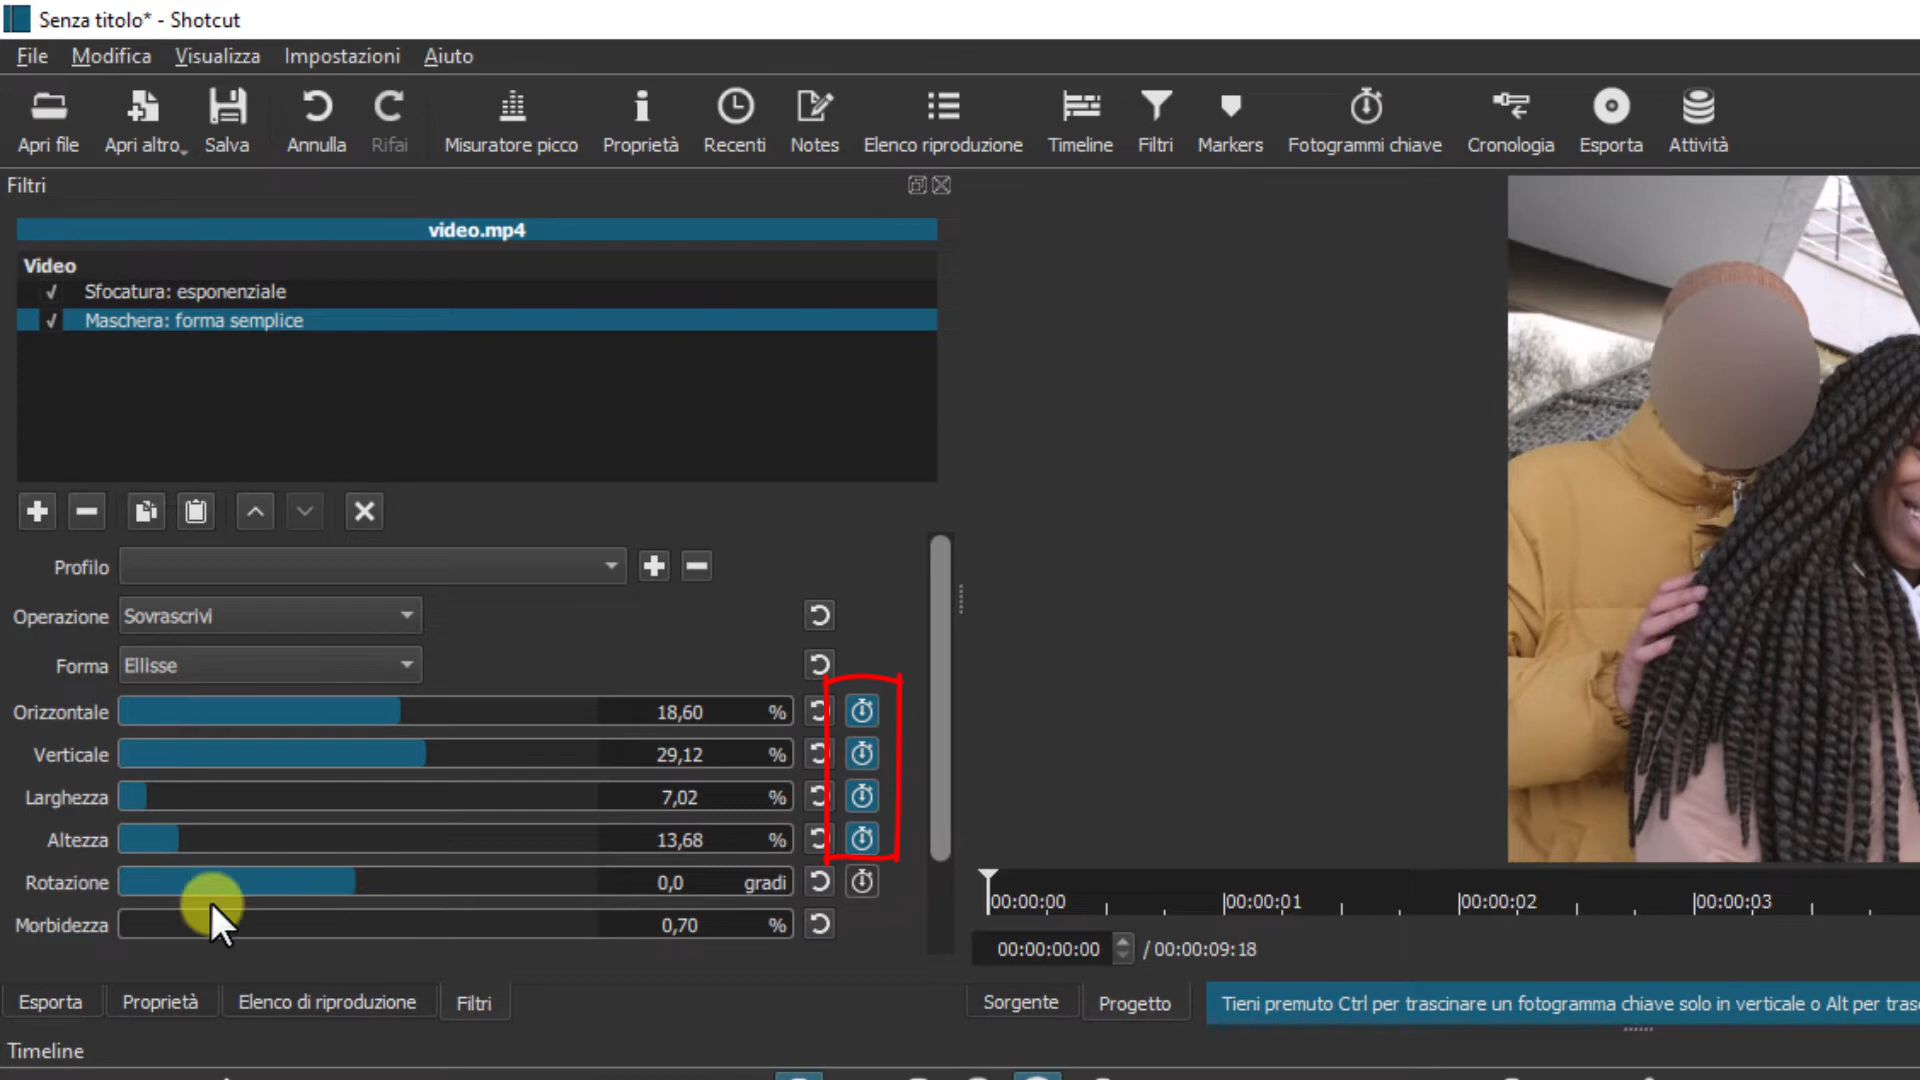 Senza titolo* - Shotcut
File Modifica Visualizza Impostazioni Aiuto
Apri file Apri altro Salva Annulla Rifai Misuratore picco Proprietà Recenti Notes Elenco riproduzione Timeline Filtri Markers Fotogrammi chiave Cronologia Esporta Attività
Filtri
video.mp4
Video
Sfocatura: esponenziale
Maschera: forma semplice
Profilo
Operazione Sovrascrivi
Forma Ellisse
Orizzontale 18,60 %
Verticale 29,12 %
Larghezza 7,02 %
Altezza 13,68 %
Rotazione 0,0 gradi
Morbidezza 0,70 %
00:00:00 00:00:01 00:00:02 00:00:03
00:00:00:00 / 00:00:09:18
Esporta Proprietà Elenco di riproduzione Filtri
Sorgente Progetto Tieni premuto Ctrl per trascinare un fotogramma chiave solo in verticale o Alt per tras
Timeline